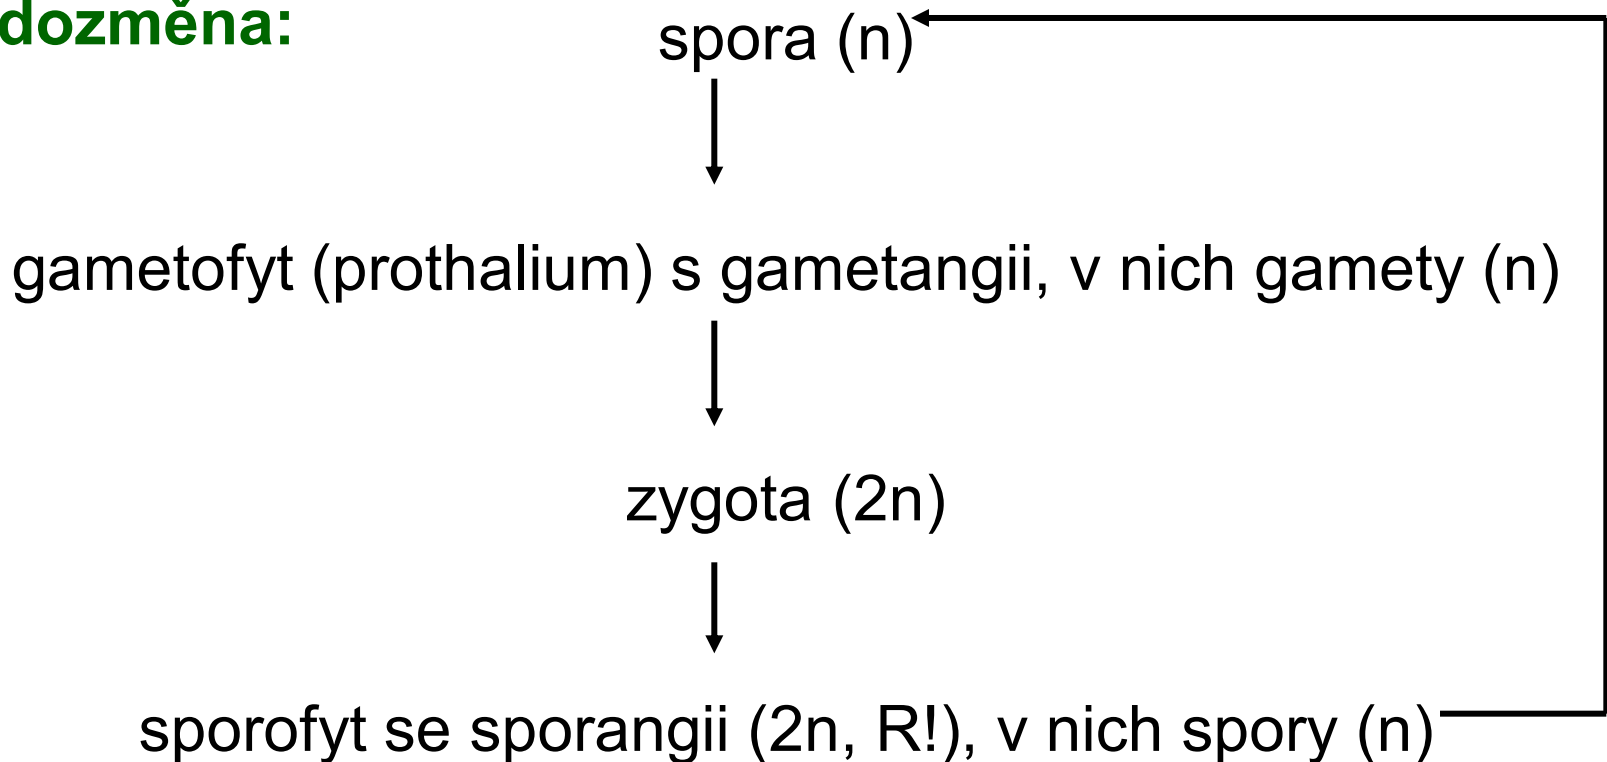 dozměna:
spora (n)
gametofyt (prothalium) s gametangii, v nich gamety (n)
zygota (2n)
sporofyt se sporangii (2n, R!), v nich spory (n)